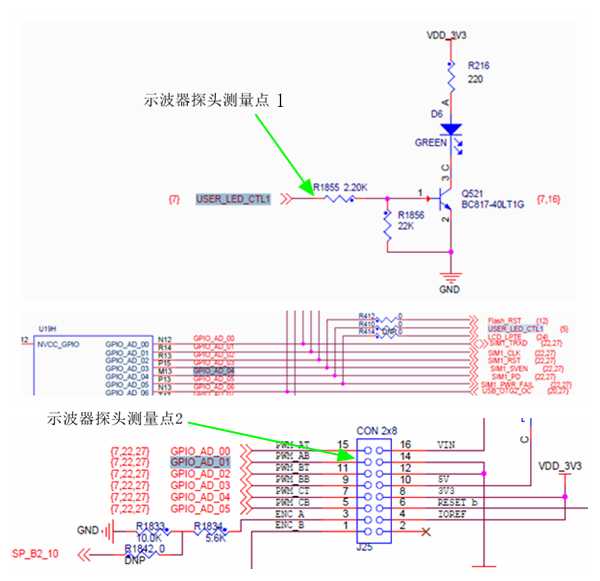 VDD_3V3
R216
220
示波器探头测量点 1
A
D6
GREEN
C
3
R1855 2.20K
{7} USER_LED_CTL1
1
Q521
BC817-40LT1G
{7,16}
R1856
22K
2
GND
R412 0
Flash_RST {12}
R410 0
USER_LED_CTL1 {5}
DNP
R414 0
LCD_LPTE {24}
U19H
12
NVCC_GPIO
GPIO_AD_00 N12 GPIO_AD_00
SIM1_TRXD {22,27}
GPIO_AD_01 R14 GPIO_AD_01
SIM1_CLK {22,27}
GPIO_AD_02 R13 GPIO_AD_02
SIM1_RST {22,27}
GPIO_AD_03 P15 GPIO_AD_03
SIM1_SVEN {22,27}
GPIO_AD_04 M13 GPIO_AD_04
SIM1_PD {22,27}
GPIO_AD_05 P13 GPIO_AD_05
SIM1_PWR_FAIL {22,27}
GPIO_AD_06 N13 GPIO_AD_06
USB_OTG2_OC {20,27}
示波器探头测量点2
CON 2x8
{7,22,27} GPIO_AD_00 PWM_AT 15 16 VIN
{7,22,27} GPIO_AD_01 PWM_AB 13 14
{7,22,27} GPIO_AD_02 PWM_BT 11 12
{7,22,27} GPIO_AD_03 PWM_BB 9 10 5V
{7,22,27} GPIO_AD_04 PWM_CT 7 8 3V3
{7,22,27} GPIO_AD_05 PWM_CB 5 6 RESET b
ENC_A 3 4 IOREF
ENC_B 1 2
J25
C
VDD_3V3
GND
R1833
10.0K
R1834
5.6K
ISP_B2_10
R1842 0
DNP